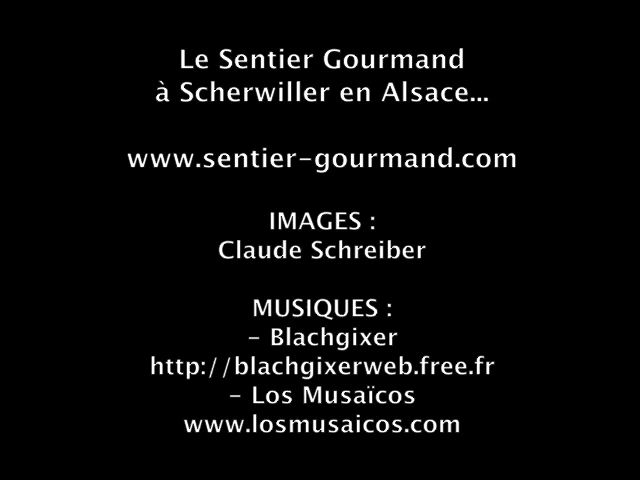 Le Sentier Gourmand
à Scherwiller en Alsace...
www.sentier-gourmand.com
IMAGES :
Claude Schreiber
MUSIQUES :
- Blachgixer
http://blachgixerweb.free.fr
- Los Musaïcos
www.losmusaicos.com